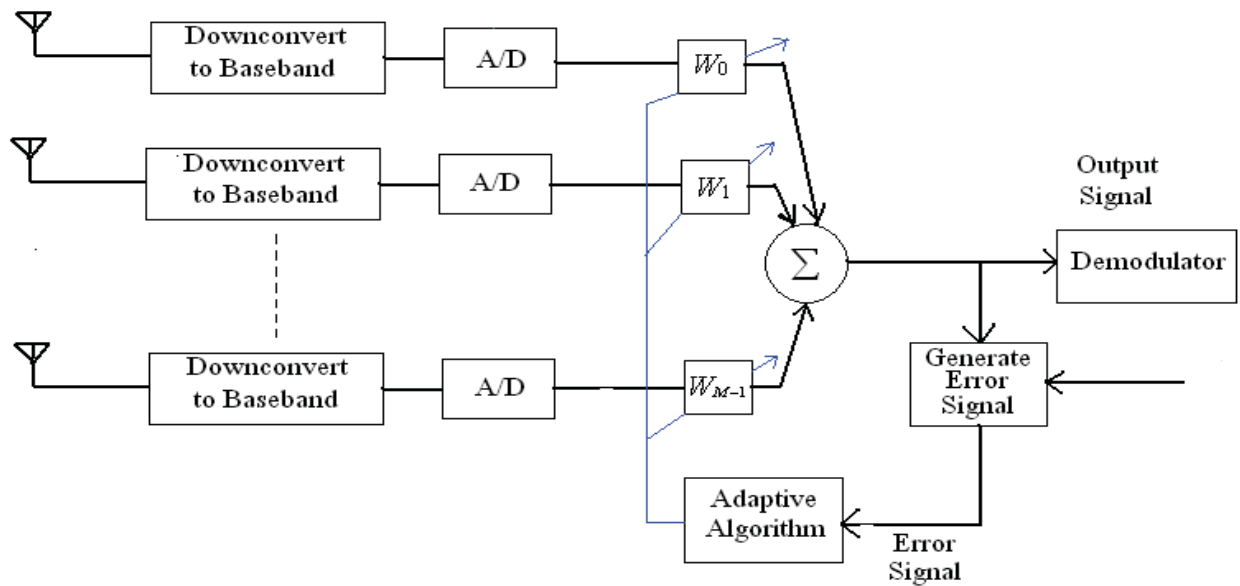 Downconvert
to Baseband
A/D
W0
Downconvert
to Baseband
A/D
W1
Output
Signal
Σ
Demodulator
Downconvert
to Baseband
A/D
WM−1
Generate
Error
Signal
Adaptive
Algorithm
Error
Signal